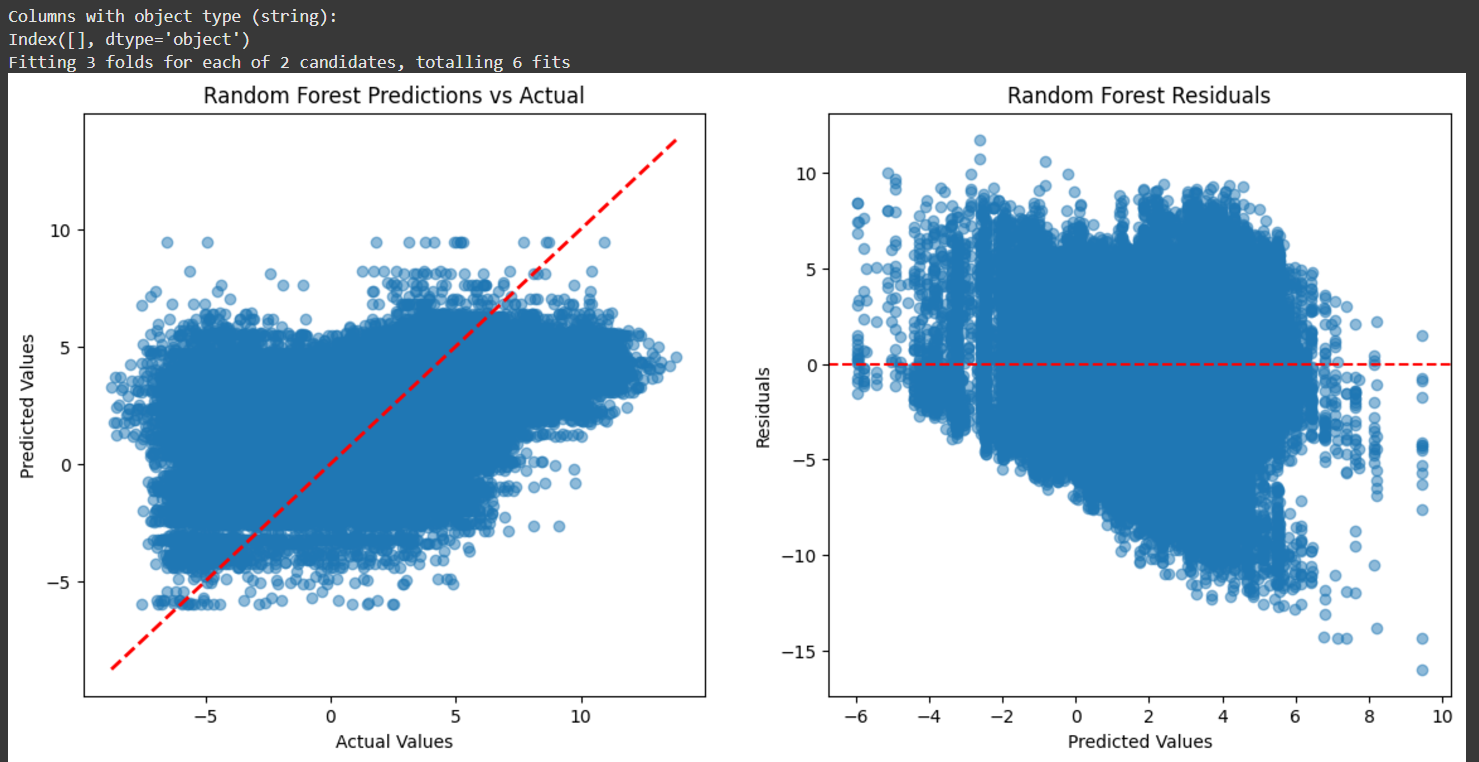 Columns with object type (string):
Index([], dtype='object')
Fitting 3 folds for each of 2 candidates, totalling 6 fits
Random Forest Predictions vs Actual
10
5
0
−5
Predicted Values
−5 0 5 10
Actual Values
Random Forest Residuals
10
5
0
−5
−10
−15
Residuals
−6 −4 −2 0 2 4 6 8 10
Predicted Values